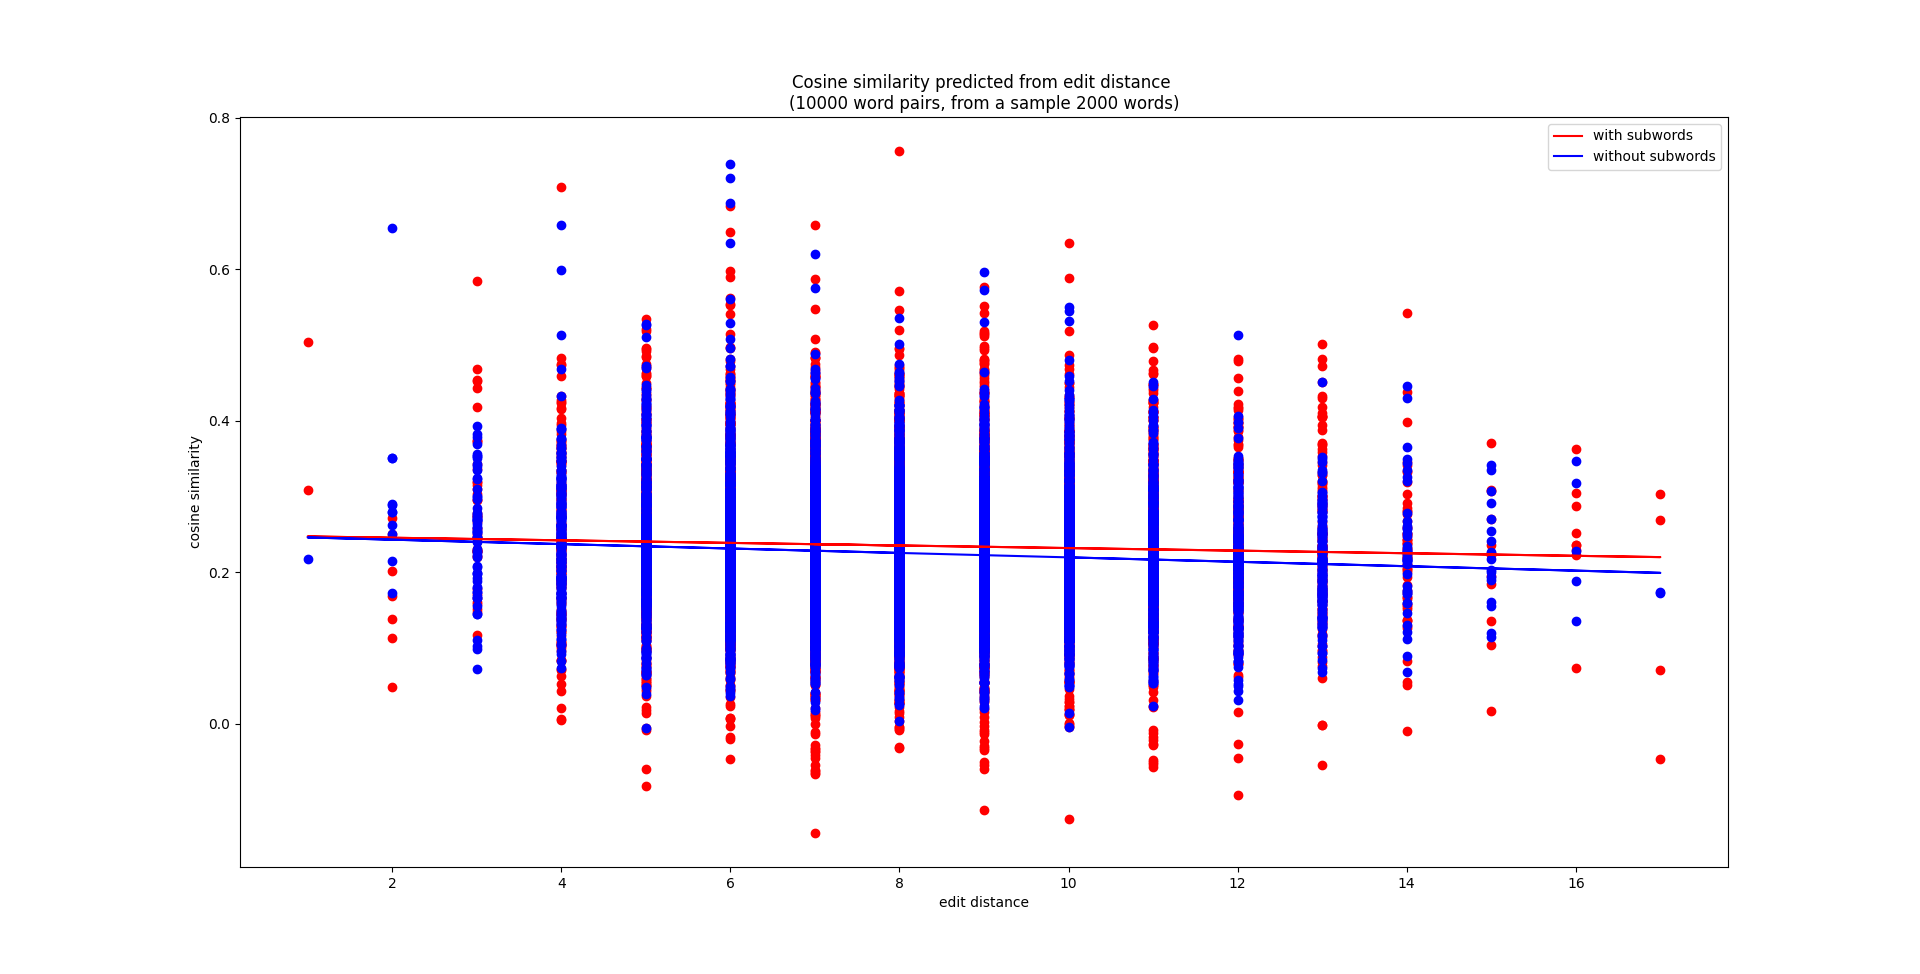 Cosine similarity predicted from edit distance
(10000 word pairs, from a sample 2000 words)
with subwords
without subwords
cosine similarity
0.8
0.6
0.4
0.2
0.0
2
4
6
8
10
12
14
16
edit distance